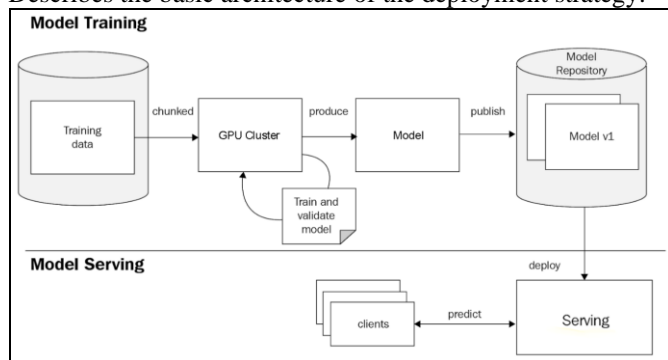 Describes the basic architecture of the deployment strategy.
Model Training
Model
Repository
Training
data
chunked
GPU Cluster
produce
Model
publish
Model v1
Train and
validate
model
Model Serving
deploy
clients
predict
Serving